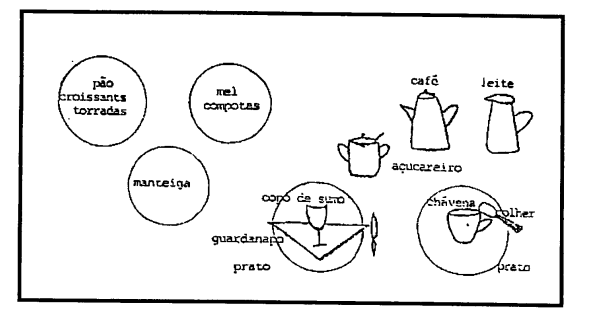 pão
croissants
torradas
mel
compotas
café
leite
açucareiro
manteiga
copo de sumo
guardanapo
prato
chávena
colher
prato